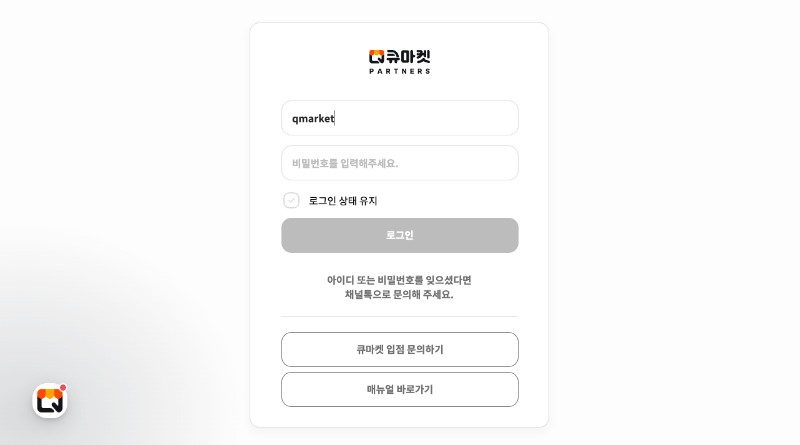 큐마켓
PARTNERS
qmarket
비밀번호를 입력해주세요.
로그인 상태 유지
로그인
아이디 또는 비밀번호를 잊으셨다면
채널톡으로 문의해 주세요.
큐마켓 입점 문의하기
매뉴얼 바로가기